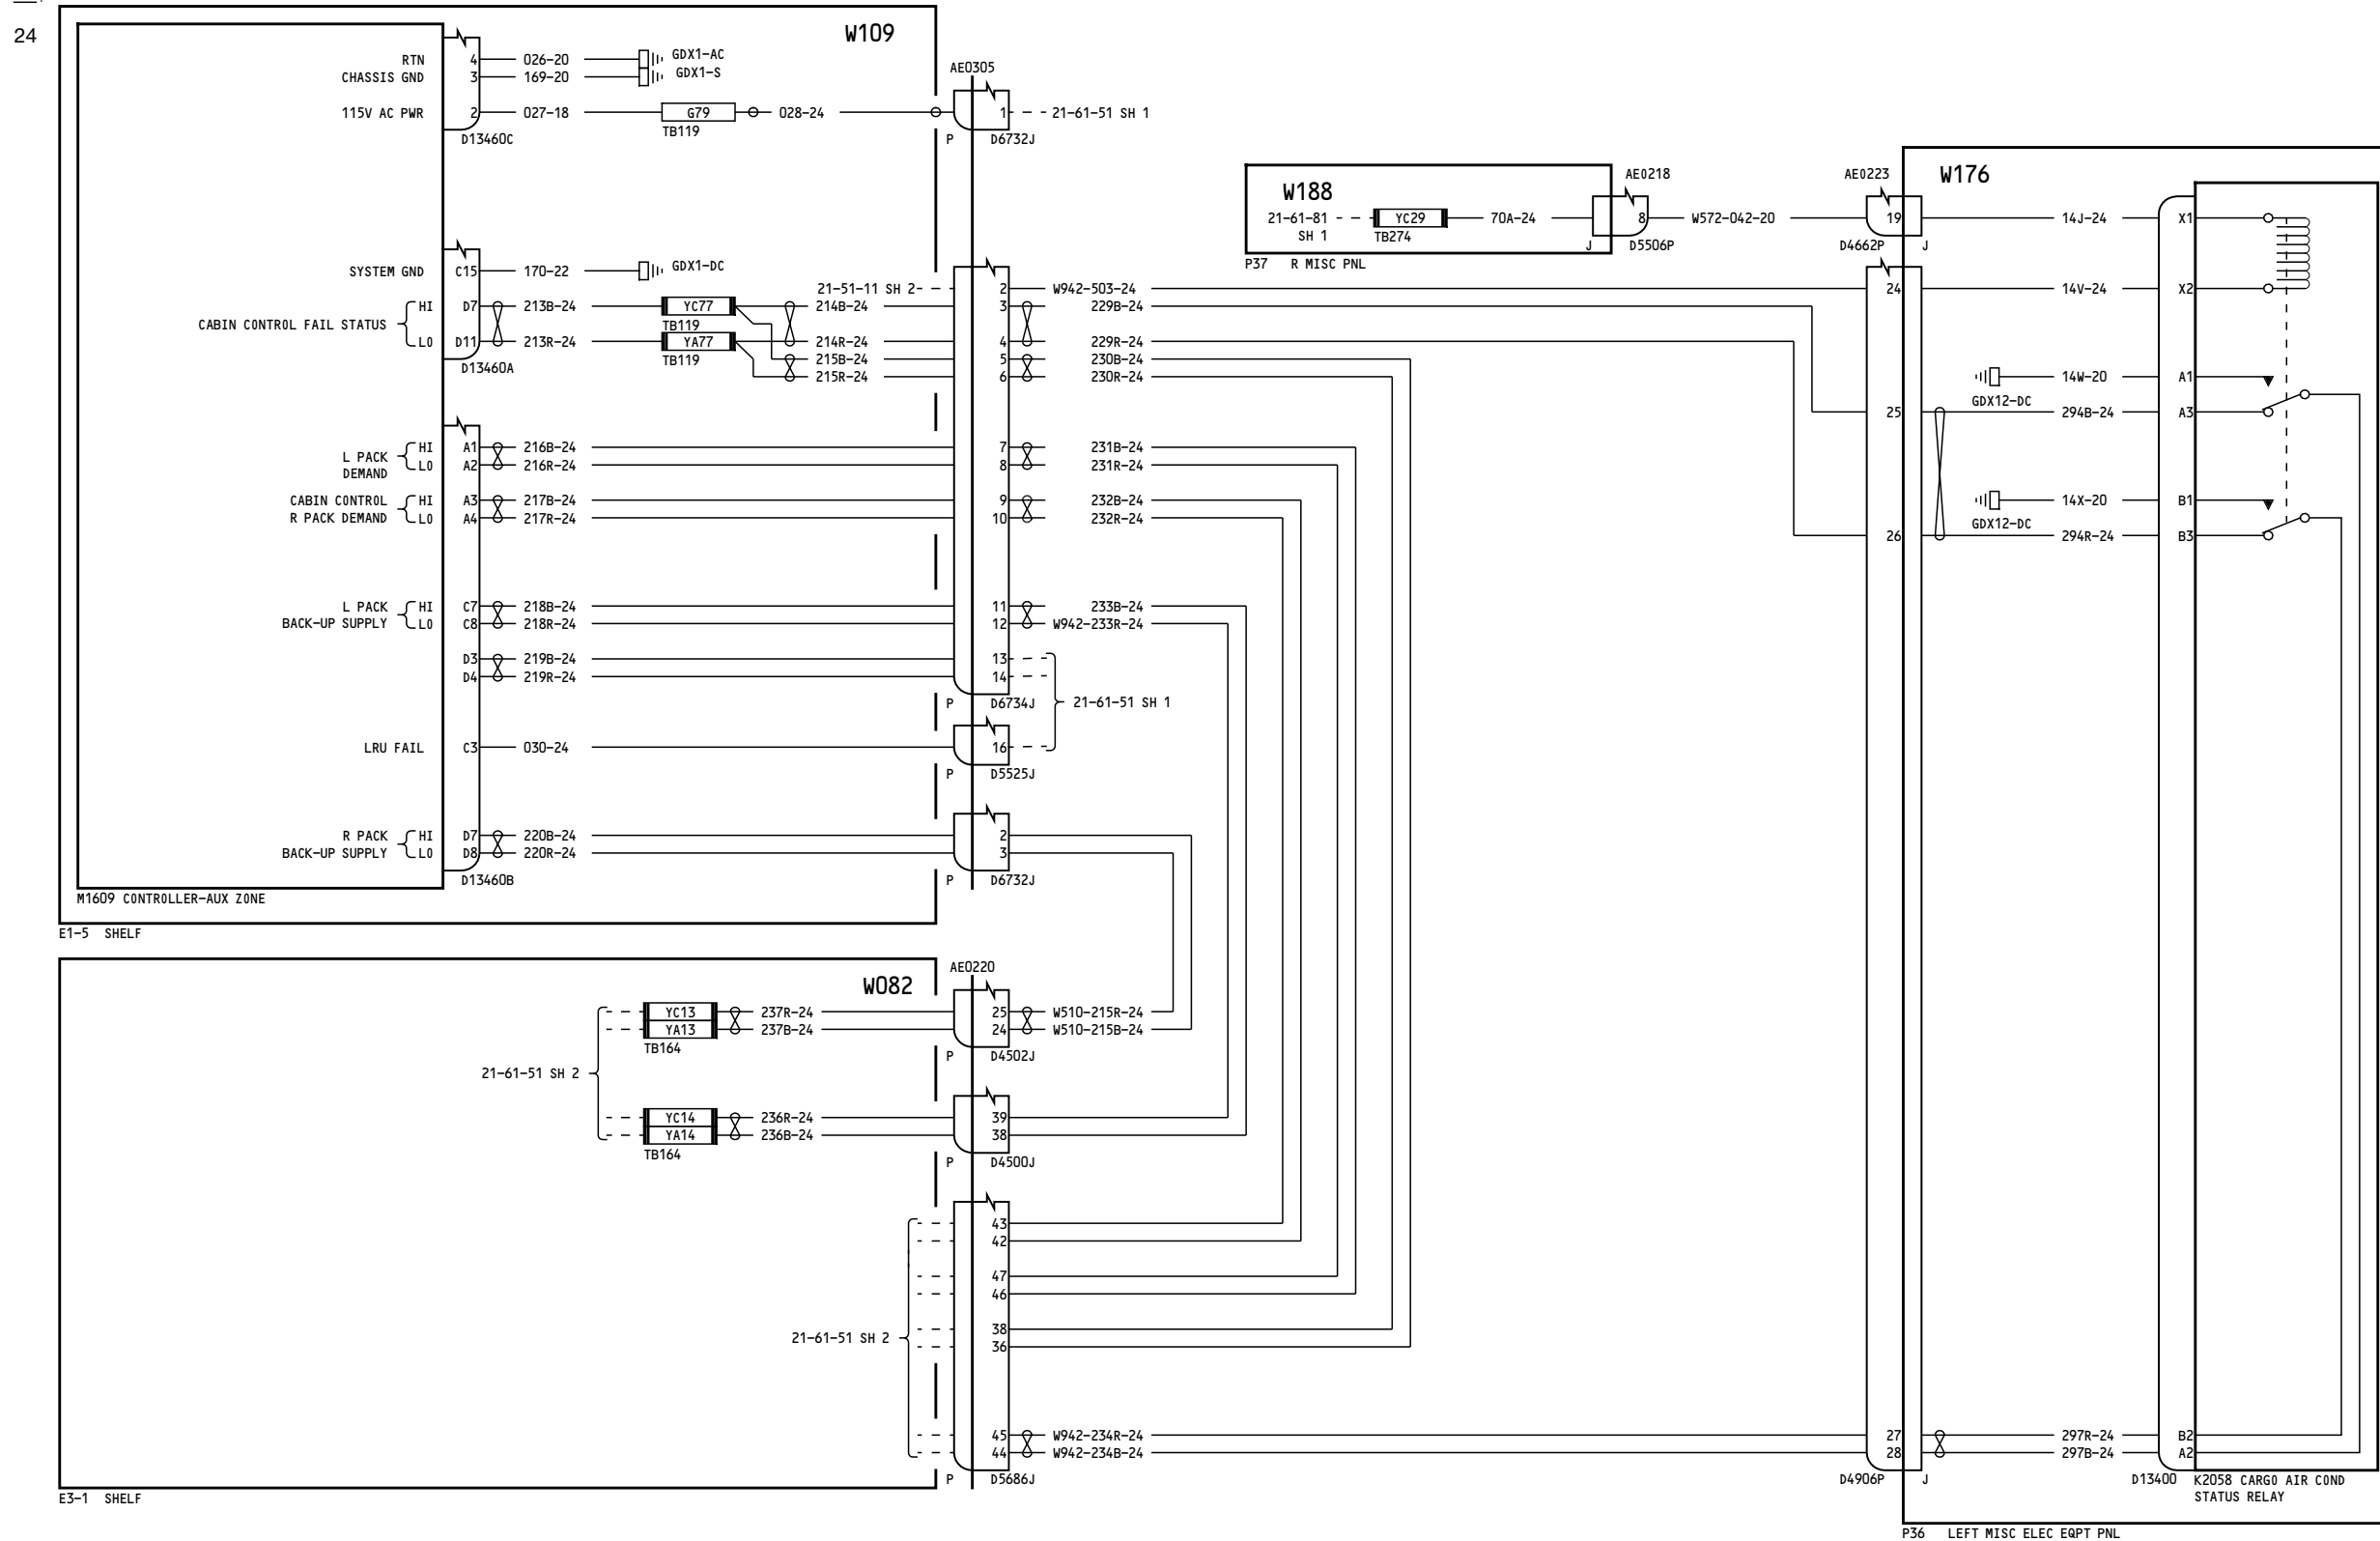 24
W109
RTN 4 026-20 GDX1-AC
CHASSIS GND 3 169-20 GDX1-S
115V AC PWR 2 027-18 G79 028-24
TB119
D13460C
AE0305
1 21-61-51 SH 1
P D6732J
SYSTEM GND C15 170-22 GDX1-DC
CABIN CONTROL FAIL STATUS
HI D7 213B-24 YC77 214B-24
TB119
LO D11 213R-24 YA77 214R-24
TB119
215B-24
215R-24
D13460A
21-51-11 SH 2
2 W942-503-24
3 229B-24
4 229R-24
5 230B-24
6 230R-24
L PACK
DEMAND
HI A1 216B-24 7 231B-24
LO A2 216R-24 8 231R-24
CABIN CONTROL HI A3 217B-24 9 232B-24
R PACK DEMAND LO A4 217R-24 10 232R-24
L PACK HI C7 218B-24 11 233B-24
BACK-UP SUPPLY LO C8 218R-24 12 W942-233R-24
D3 219B-24 13
D4 219R-24 14
P D6734J
21-61-51 SH 1
LRU FAIL C3 030-24 16
P D5525J
R PACK HI D7 220B-24 2
BACK-UP SUPPLY LO D8 220R-24 3
D13460B
P D6732J
M1609 CONTROLLER-AUX ZONE
E1-5 SHELF
W082
AE0220
YC13 237R-24 25 W510-215R-24
YA13 237B-24 24 W510-215B-24
TB164
P D4502J
21-61-51 SH 2
YC14 236R-24 39
YA14 236B-24 38
TB164
P D4500J
43
42
47
46
21-61-51 SH 2
38
36
45 W942-234R-24
44 W942-234B-24
P D5686J
E3-1 SHELF
W188
21-61-81
SH 1
YC29 70A-24
TB274
J
P37 R MISC PNL
AE0218
8 W572-042-20
D5506P
AE0223
19
D4662P J
W176
14J-24 X1
24 14V-24 X2
GDX12-DC 14W-20 A1
25 294B-24 A3
GDX12-DC 14X-20 B1
26 294R-24 B3
27 297R-24 B2
28 297B-24 A2
D4906P J
D13400
K2058 CARGO AIR COND
STATUS RELAY
P36 LEFT MISC ELEC EQPT PNL